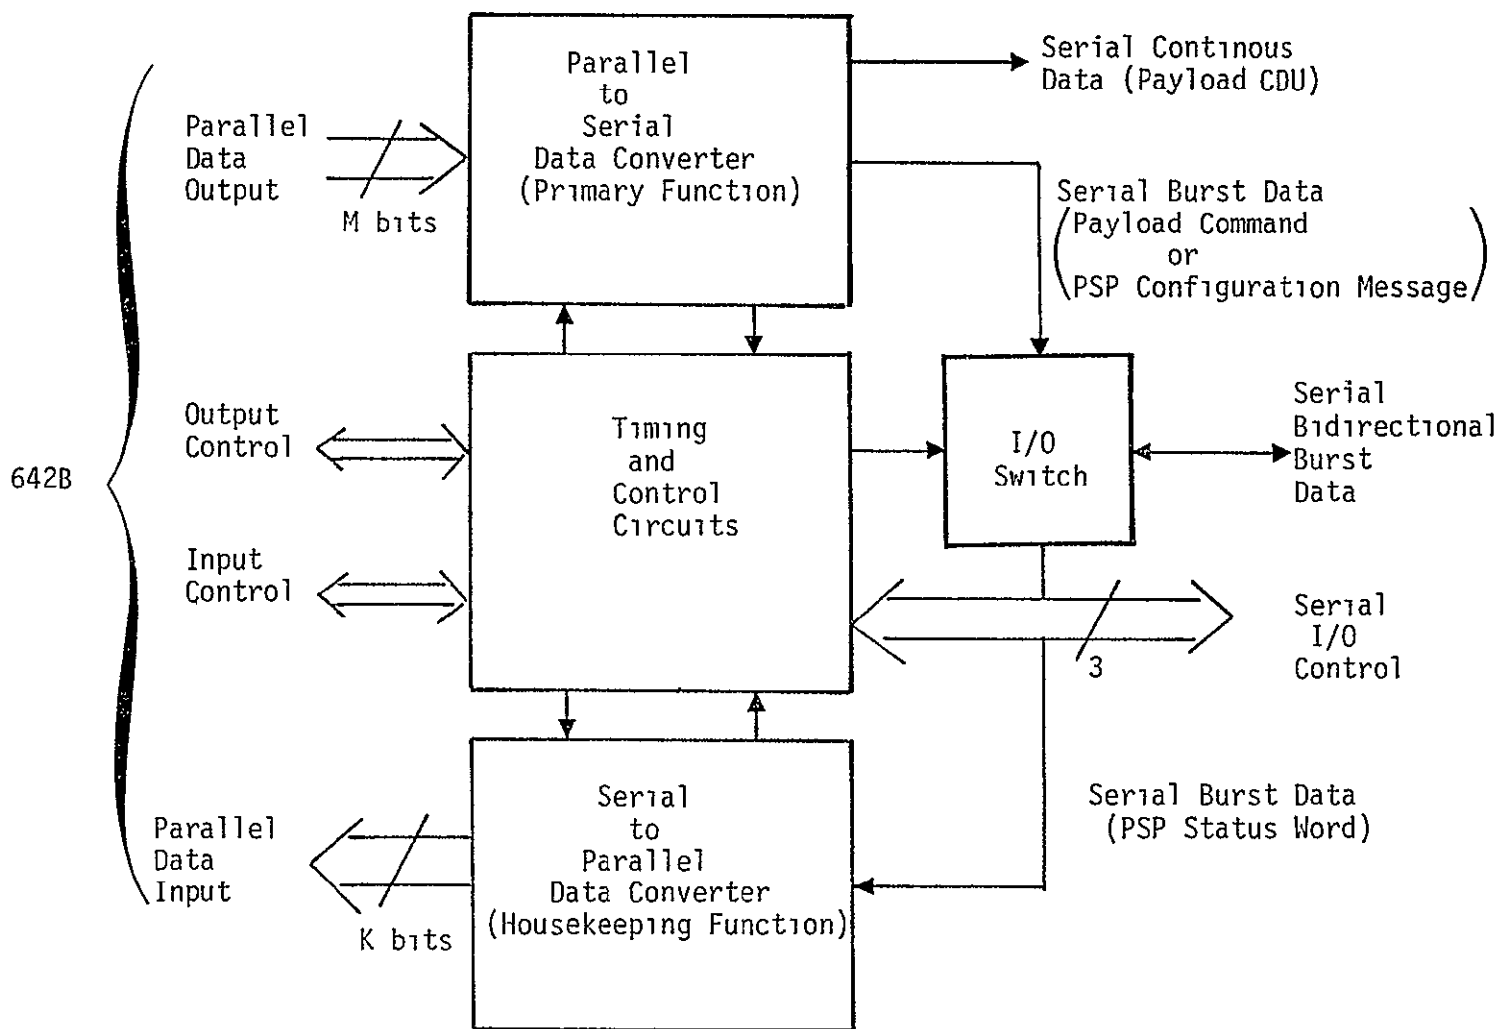 Parallel
to
Serial
Data Converter
(Primary Function)
Serial Continous
Data (Payload CDU)
Parallel
Data
Output
M bits
Serial Burst Data
(Payload Command
or
PSP Configuration Message)
Output
Control
Timing
and
Control
Circuits
I/O
Switch
Serial
Bidirectional
Burst
Data
642B
Input
Control
Serial
I/O
Control
3
Serial
to
Parallel
Data Converter
(Housekeeping Function)
Serial Burst Data
(PSP Status Word)
Parallel
Data
Input
K bits